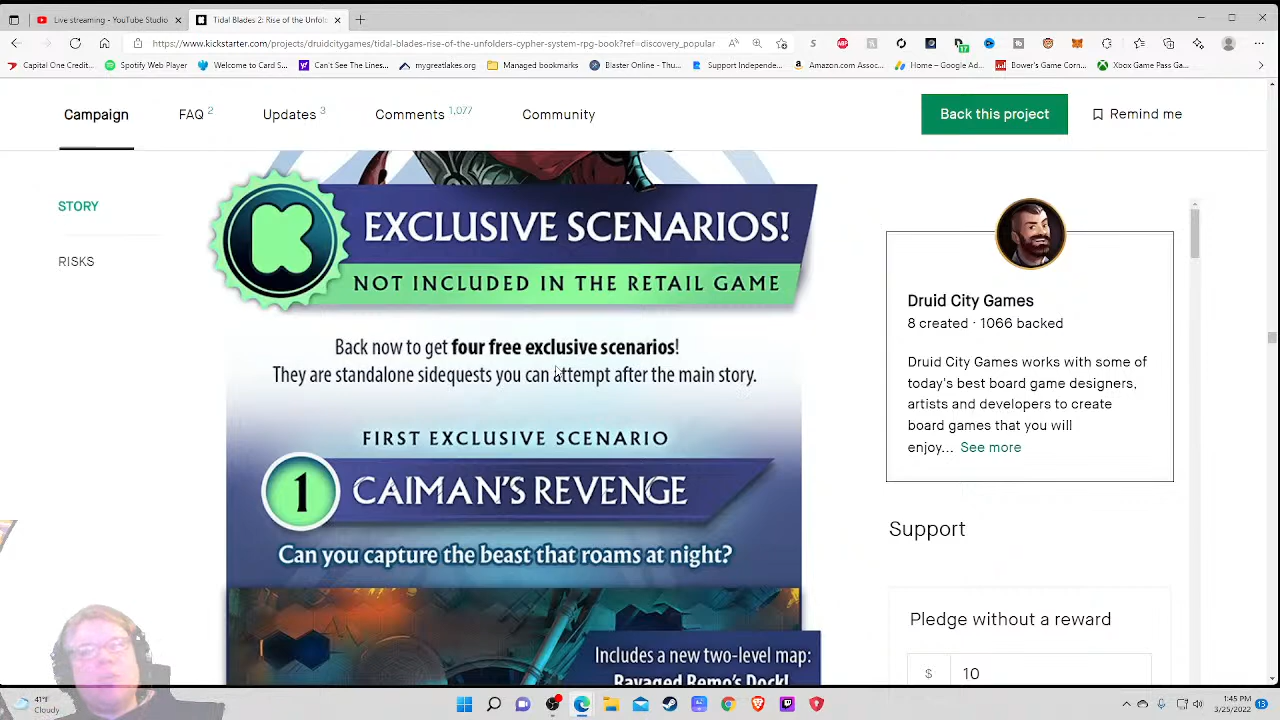 Live streaming - YouTube Studio
Tidal Blades 2: Rise of the Unfol
https://www.kickstarter.com/projects/druidcitygames/tidal-blades-rise-of-the-unfolders-cypher-system-rpg-book?ref=discovery_popular
Capital One Credit...
Spotify Web Player
Welcome to Card S...
Can't See The Lines...
mygreatlakes.org
Managed bookmarks
Blaster Online - Thu...
Support Independe...
Amazon.com Assoc...
Home – Google Ad...
Bower's Game Corn...
Xbox Game Pass Ga...
Campaign
FAQ 2
Updates 3
Comments 1,077
Community
Back this project
Remind me
STORY
RISKS
EXCLUSIVE SCENARIOS!
NOT INCLUDED IN THE RETAIL GAME
Back now to get four free exclusive scenarios!
They are standalone sidequests you can attempt after the main story.
FIRST EXCLUSIVE SCENARIO
1 CAIMAN'S REVENGE
Can you capture the beast that roams at night?
Includes a new two-level map:
Ravaged Remo's Dock!
Druid City Games
8 created · 1066 backed
Druid City Games works with some of
today's best board game designers,
artists and developers to create
board games that you will
enjoy... See more
Support
Pledge without a reward
$ 10
41°F
Cloudy
1:45 PM
3/25/2022